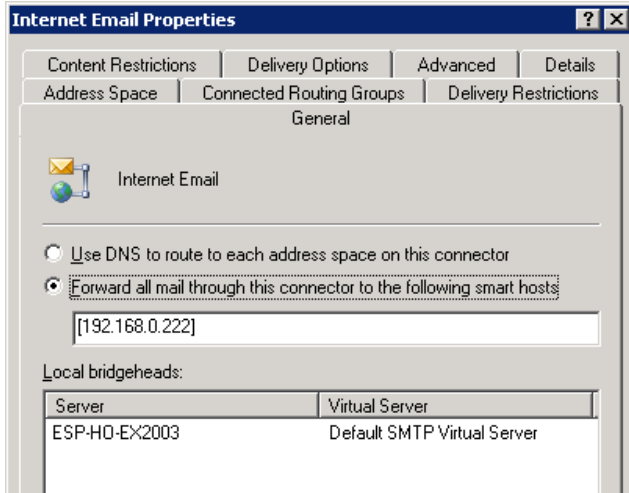 Internet Email Properties
Content Restrictions Delivery Options Advanced Details
Address Space Connected Routing Groups Delivery Restrictions
General
Internet Email
Use DNS to route to each address space on this connector
Forward all mail through this connector to the following smart hosts
[192.168.0.222]
Local bridgeheads:
Server Virtual Server
ESP-HO-EX2003 Default SMTP Virtual Server